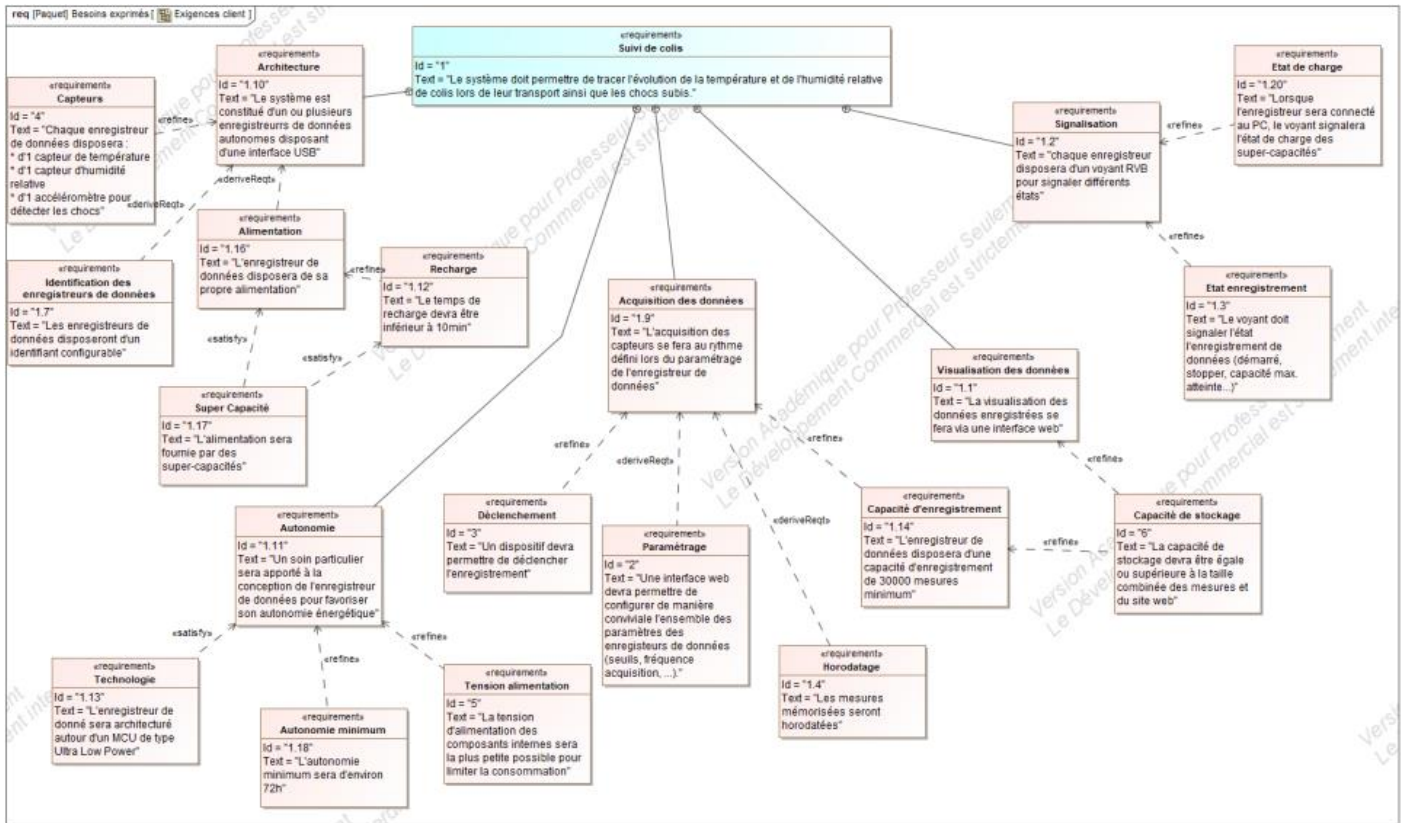 req [Paquet] Besoins exprimés [ Exigences client ]
«requirement»
Suivi de colis
Id = "1"
Text = "Le système doit permettre de tracer l'évolution de la température et de l'humidité relative
de colis lors de leur transport ainsi que les chocs subis."
«requirement»
Architecture
Id = "1.10"
Text = "Le système est
constitué d'un ou plusieurs
enregistreurrs de données
autonomes disposant
d'une interface USB"
«requirement»
Capteurs
Id = "4"
Text = "Chaque enregistreur
de données disposera :
* d'1 capteur de température
* d'1 capteur d'humidité
relative
* d'1 accéléromètre pour
détecter les chocs"
«refine»
«deriveReqt»
«deriveReqt»
«requirement»
Etat de charge
Id = "1.20"
Text = "Lorsque
l'enregistreur sera connecté
au PC, le voyant signalera
l'état de charge des
super-capacités"
«refine»
«requirement»
Signalisation
Id = "1.2"
Text = "chaque enregistreur
disposera d'un voyant RVB
pour signaler différents
états"
«refine»
«requirement»
Alimentation
Id = "1.16"
Text = "L'enregistreur de
données disposera de sa
propre alimentation"
«refine»
«requirement»
Recharge
Id = "1.12"
Text = "Le temps de
recharge devra être
inférieur à 10min"
«requirement»
Identification des
enregistreurs de données
Id = "1.7"
Text = "Les enregistreurs de
données disposeront d'un
identifiant configurable"
«satisfy»
«satisfy»
«requirement»
Super Capacité
Id = "1.17"
Text = "L'alimentation sera
fournie par des
super-capacités"
«requirement»
Acquisition des données
Id = "1.9"
Text = "L'acquisition des
capteurs se fera au rythme
défini lors du paramétrage
de l'enregistreur de
données"
«requirement»
Etat enregistrement
Id = "1.3"
Text = "Le voyant doit
signaler l'état
l'enregistrement de
données (démarré,
stopper, capacité max.
atteinte...)"
«requirement»
Visualisation des données
Id = "1.1"
Text = "La visualisation des
données enregistrées se
fera via une interface web"
«refine»
«deriveReqt»
«refine»
«refine»
«deriveReqt»
«requirement»
Autonomie
Id = "1.11"
Text = "Un soin particulier
sera apporté à la
conception de l'enregistreur
de données pour favoriser
son autonomie énergétique"
«requirement»
Déclenchement
Id = "3"
Text = "Un dispositif devra
permettre de déclencher
l'enregistrement"
«requirement»
Paramétrage
Id = "2"
Text = "Une interface web
devra permettre de
configurer de manière
conviviale l'ensemble des
paramètres des
enregisteurs de données
(seuils, fréquence
acquisition, ...)."
«requirement»
Capacité d'enregistrement
Id = "1.14"
Text = "L'enregistreur de
données disposera d'une
capacité d'enregistrement
de 30000 mesures
minimum"
«refine»
«requirement»
Capacité de stockage
Id = "6"
Text = "La capacité de
stockage devra être égale
ou supérieure à la taille
combinée des mesures et
du site web"
«satisfy»
«refine»
«refine»
«requirement»
Technologie
Id = "1.13"
Text = "L'enregistreur de
donné sera architecturé
autour d'un MCU de type
Ultra Low Power"
«requirement»
Autonomie minimum
Id = "1.18"
Text = "L'autonomie
minimum sera d'environ
72h"
«requirement»
Tension alimentation
Id = "5"
Text = "La tension
d'alimentation des
composants internes sera
la plus petite possible pour
limiter la consommation"
«requirement»
Horodatage
Id = "1.4"
Text = "Les mesures
mémorisées seront
horodatées"
Version Académique pour Professeur Seulement
Le Développement Commercial est strictement